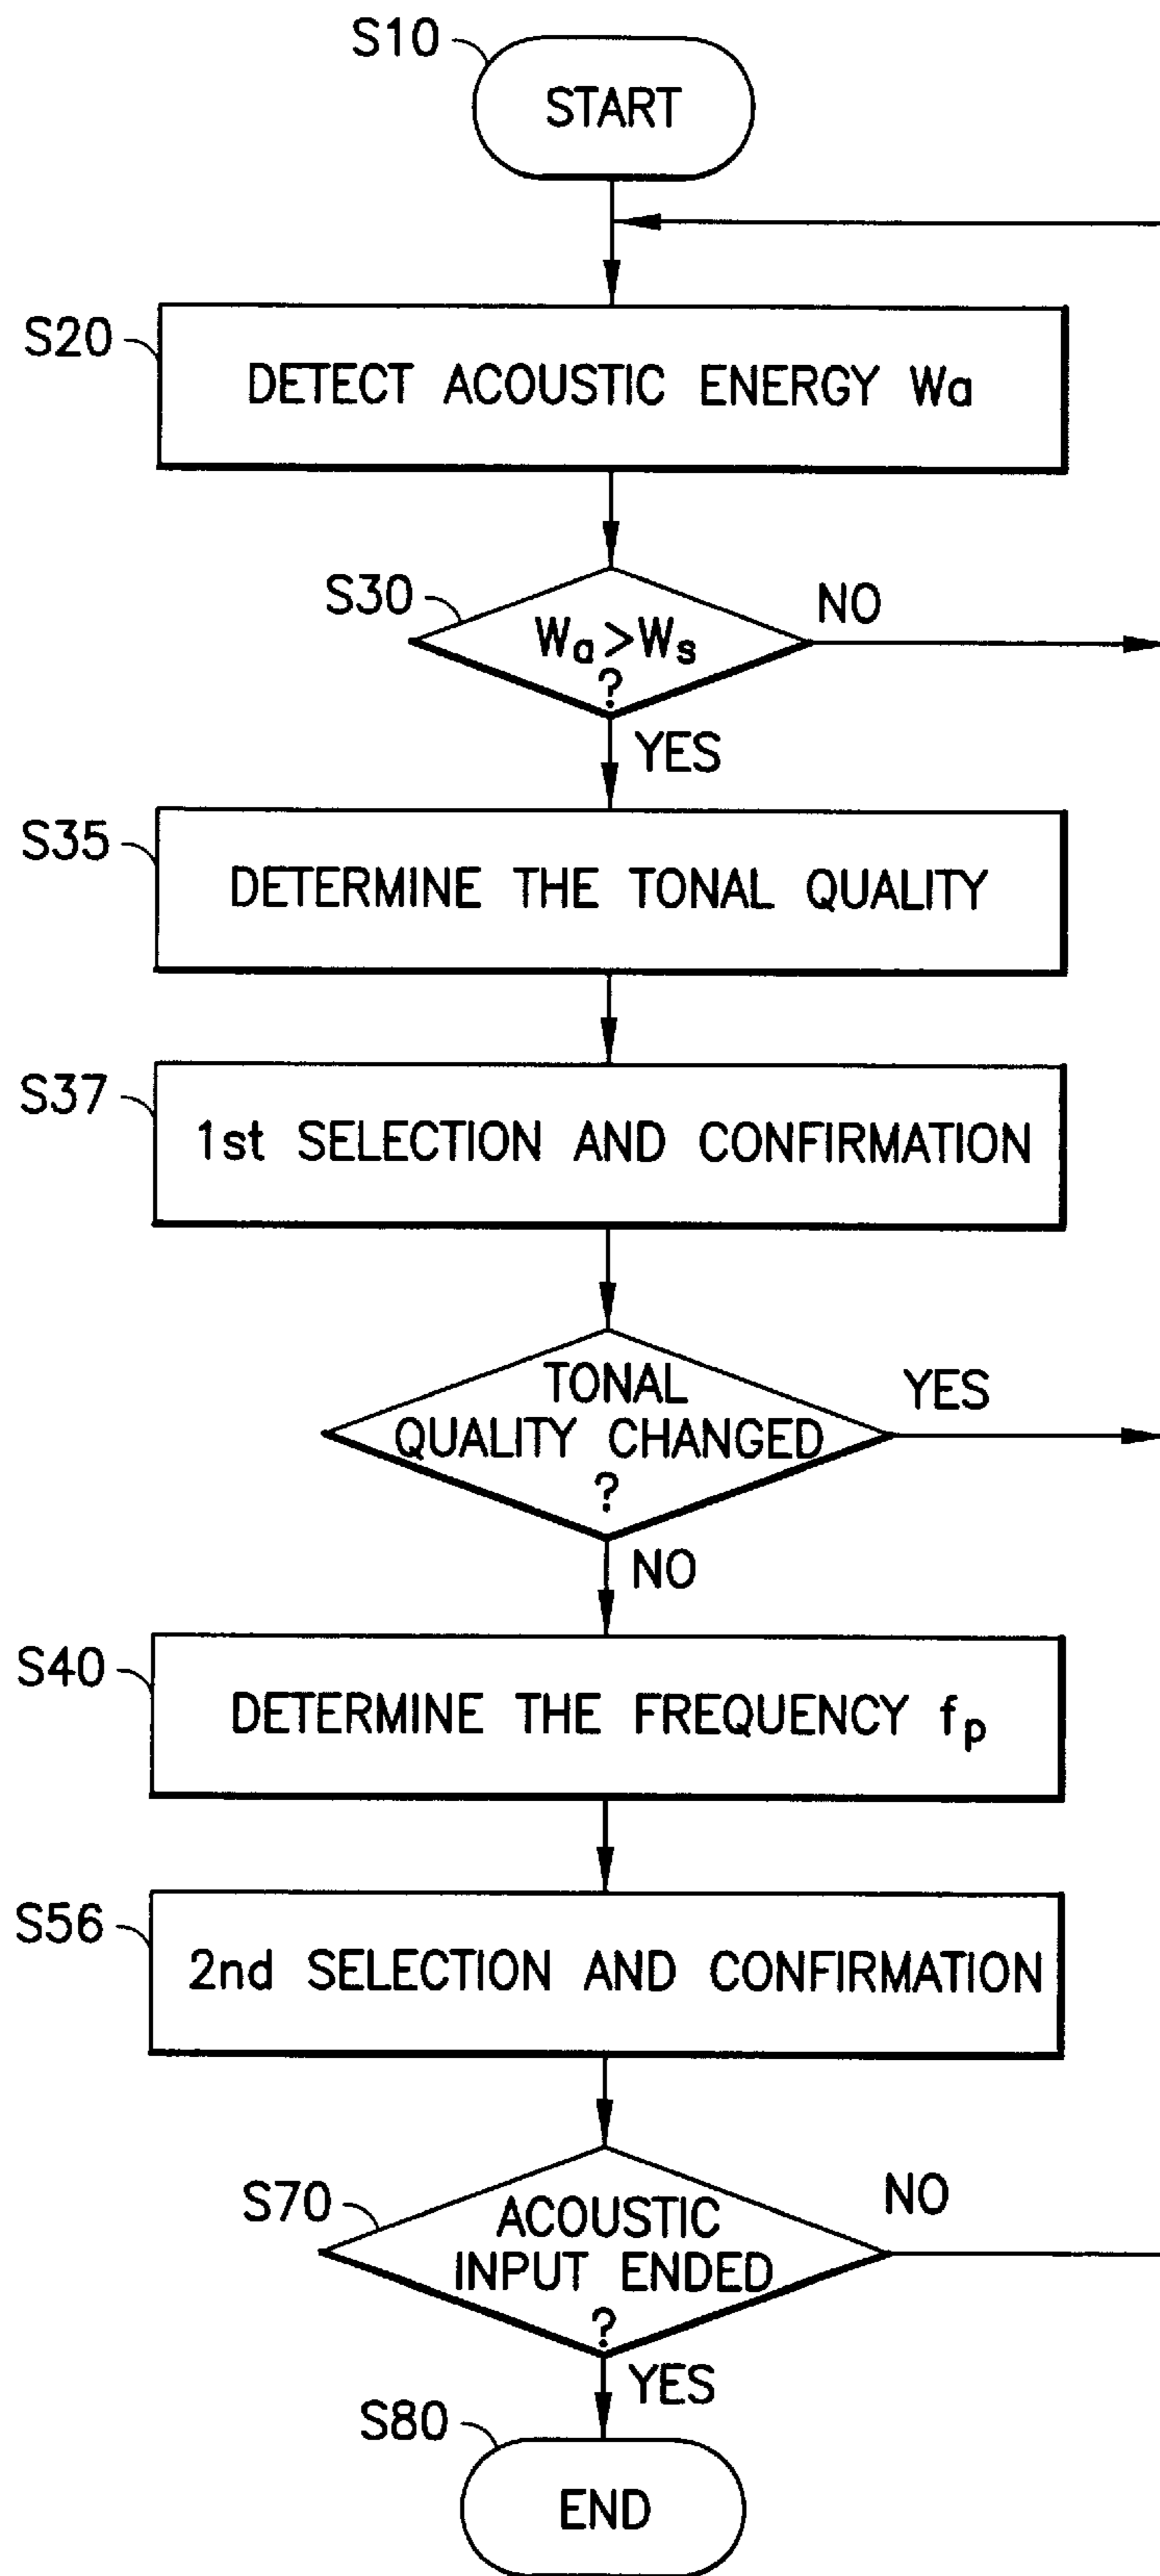 S10
START
S20
DETECT ACOUSTIC ENERGY Wa
S30
Wa>Ws
?
NO
YES
S35
DETERMINE THE TONAL QUALITY
S37
1st SELECTION AND CONFIRMATION
TONAL
QUALITY CHANGED
?
YES
NO
S40
DETERMINE THE FREQUENCY fp
S56
2nd SELECTION AND CONFIRMATION
S70
ACOUSTIC
INPUT ENDED
?
NO
YES
S80
END